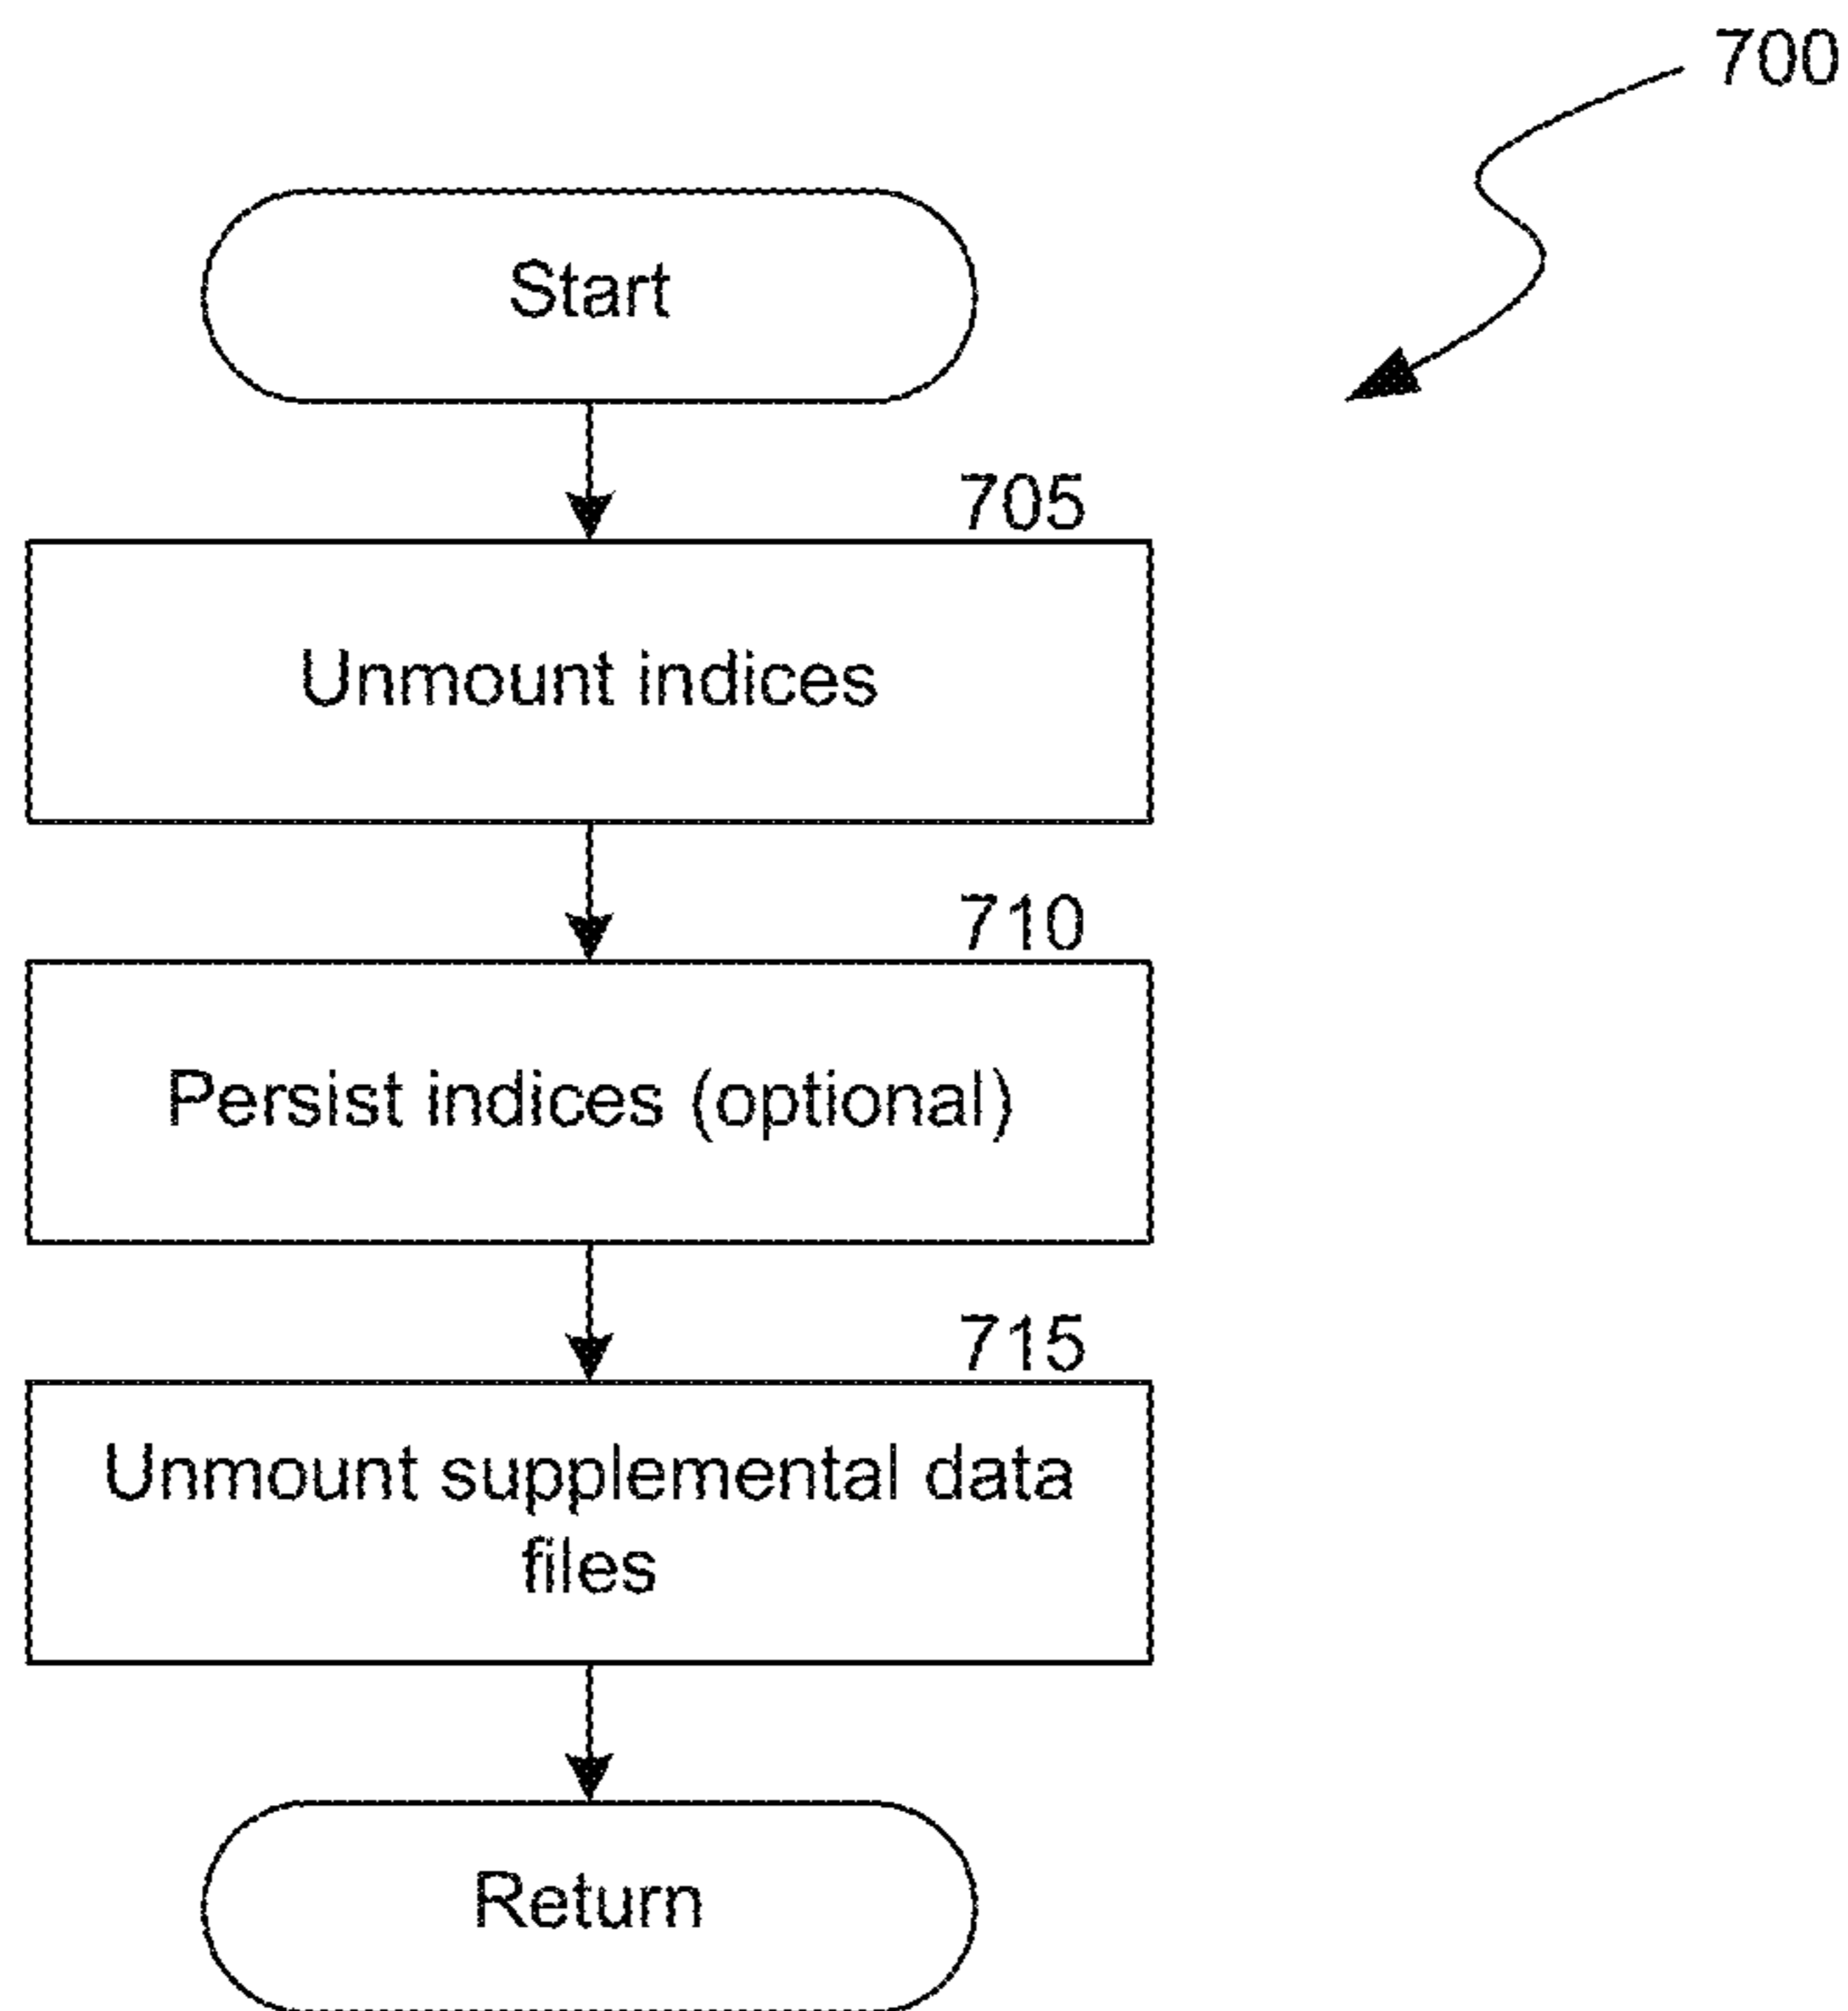 700
Start
705
Unmount indices
710
Persist indices (optional)
715
Unmount supplemental data
files
Return